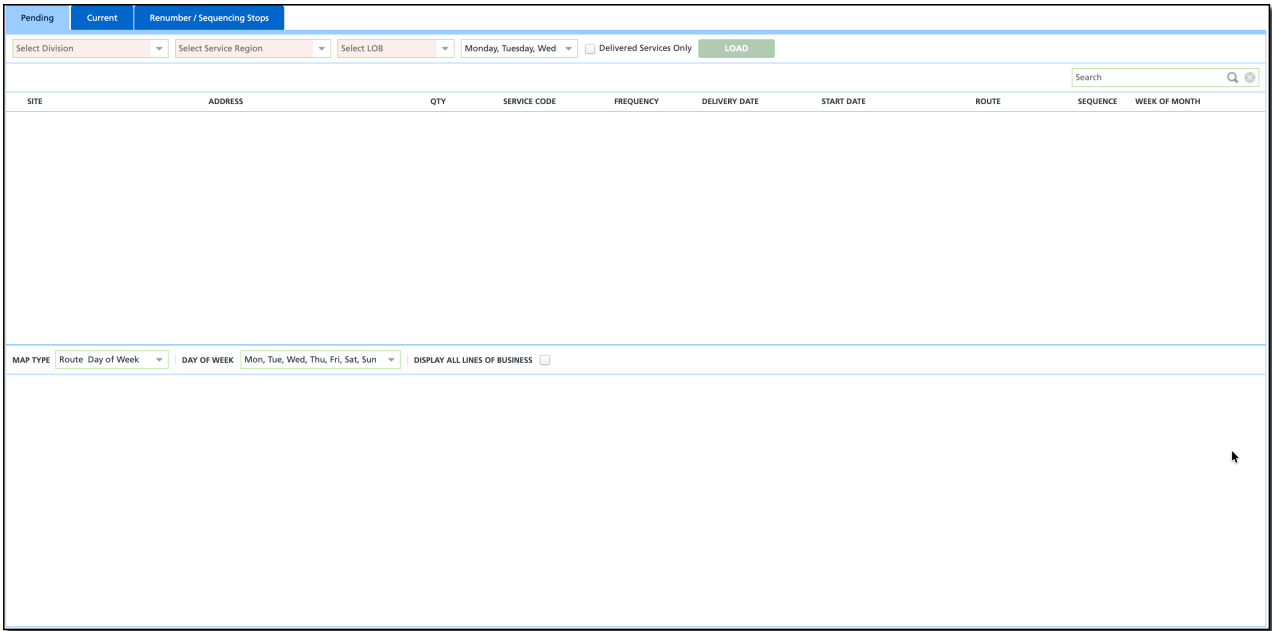 Pending Current Renumber / Sequencing Stops
Select Division Select Service Region Select LOB Monday, Tuesday, Wed Delivered Services Only LOAD
Search
SITE ADDRESS QTY SERVICE CODE FREQUENCY DELIVERY DATE START DATE ROUTE SEQUENCE WEEK OF MONTH
MAP TYPE Route Day of Week DAY OF WEEK Mon, Tue, Wed, Thu, Fri, Sat, Sun DISPLAY ALL LINES OF BUSINESS